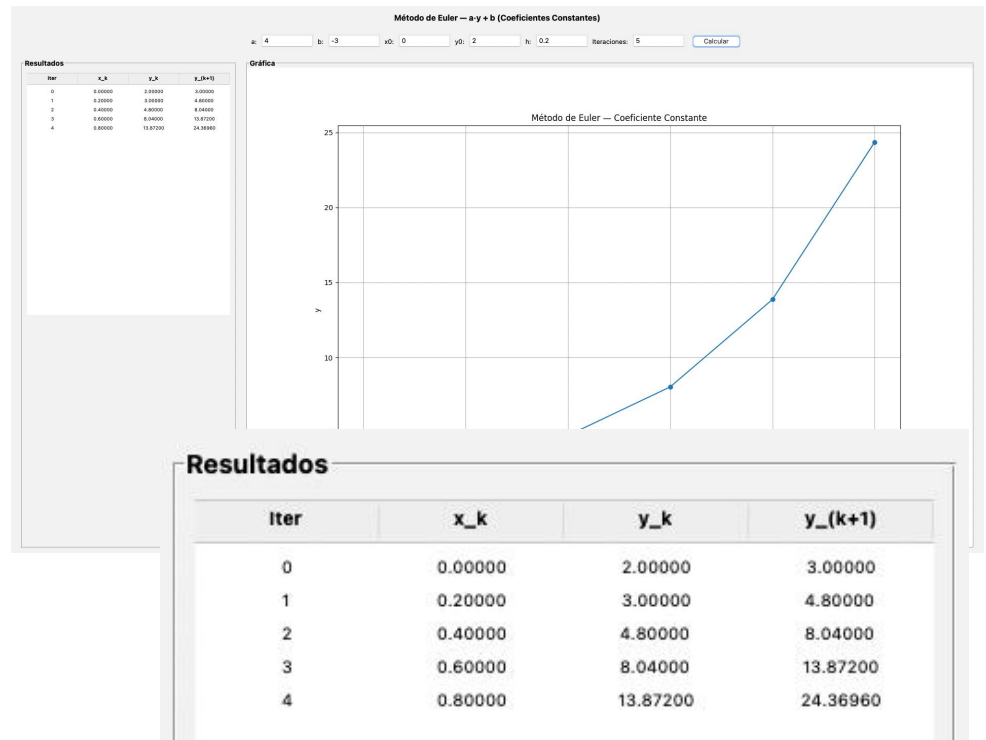 Método de Euler — a·y + b (Coeficientes Constantes)
a: 4 b: -3 x0: 0 y0: 2 h: 0.2 Iteraciones: 5 Calcular
Resultados
Iter x_k y_k y_(k+1)
0 0.00000 2.00000 3.00000
1 0.20000 3.00000 4.80000
2 0.40000 4.80000 8.04000
3 0.60000 8.04000 13.87200
4 0.80000 13.87200 24.36960
Gráfica
Método de Euler — Coeficiente Constante
25
20
15
y
10
Resultados
Iter x_k y_k y_(k+1)
0 0.00000 2.00000 3.00000
1 0.20000 3.00000 4.80000
2 0.40000 4.80000 8.04000
3 0.60000 8.04000 13.87200
4 0.80000 13.87200 24.36960